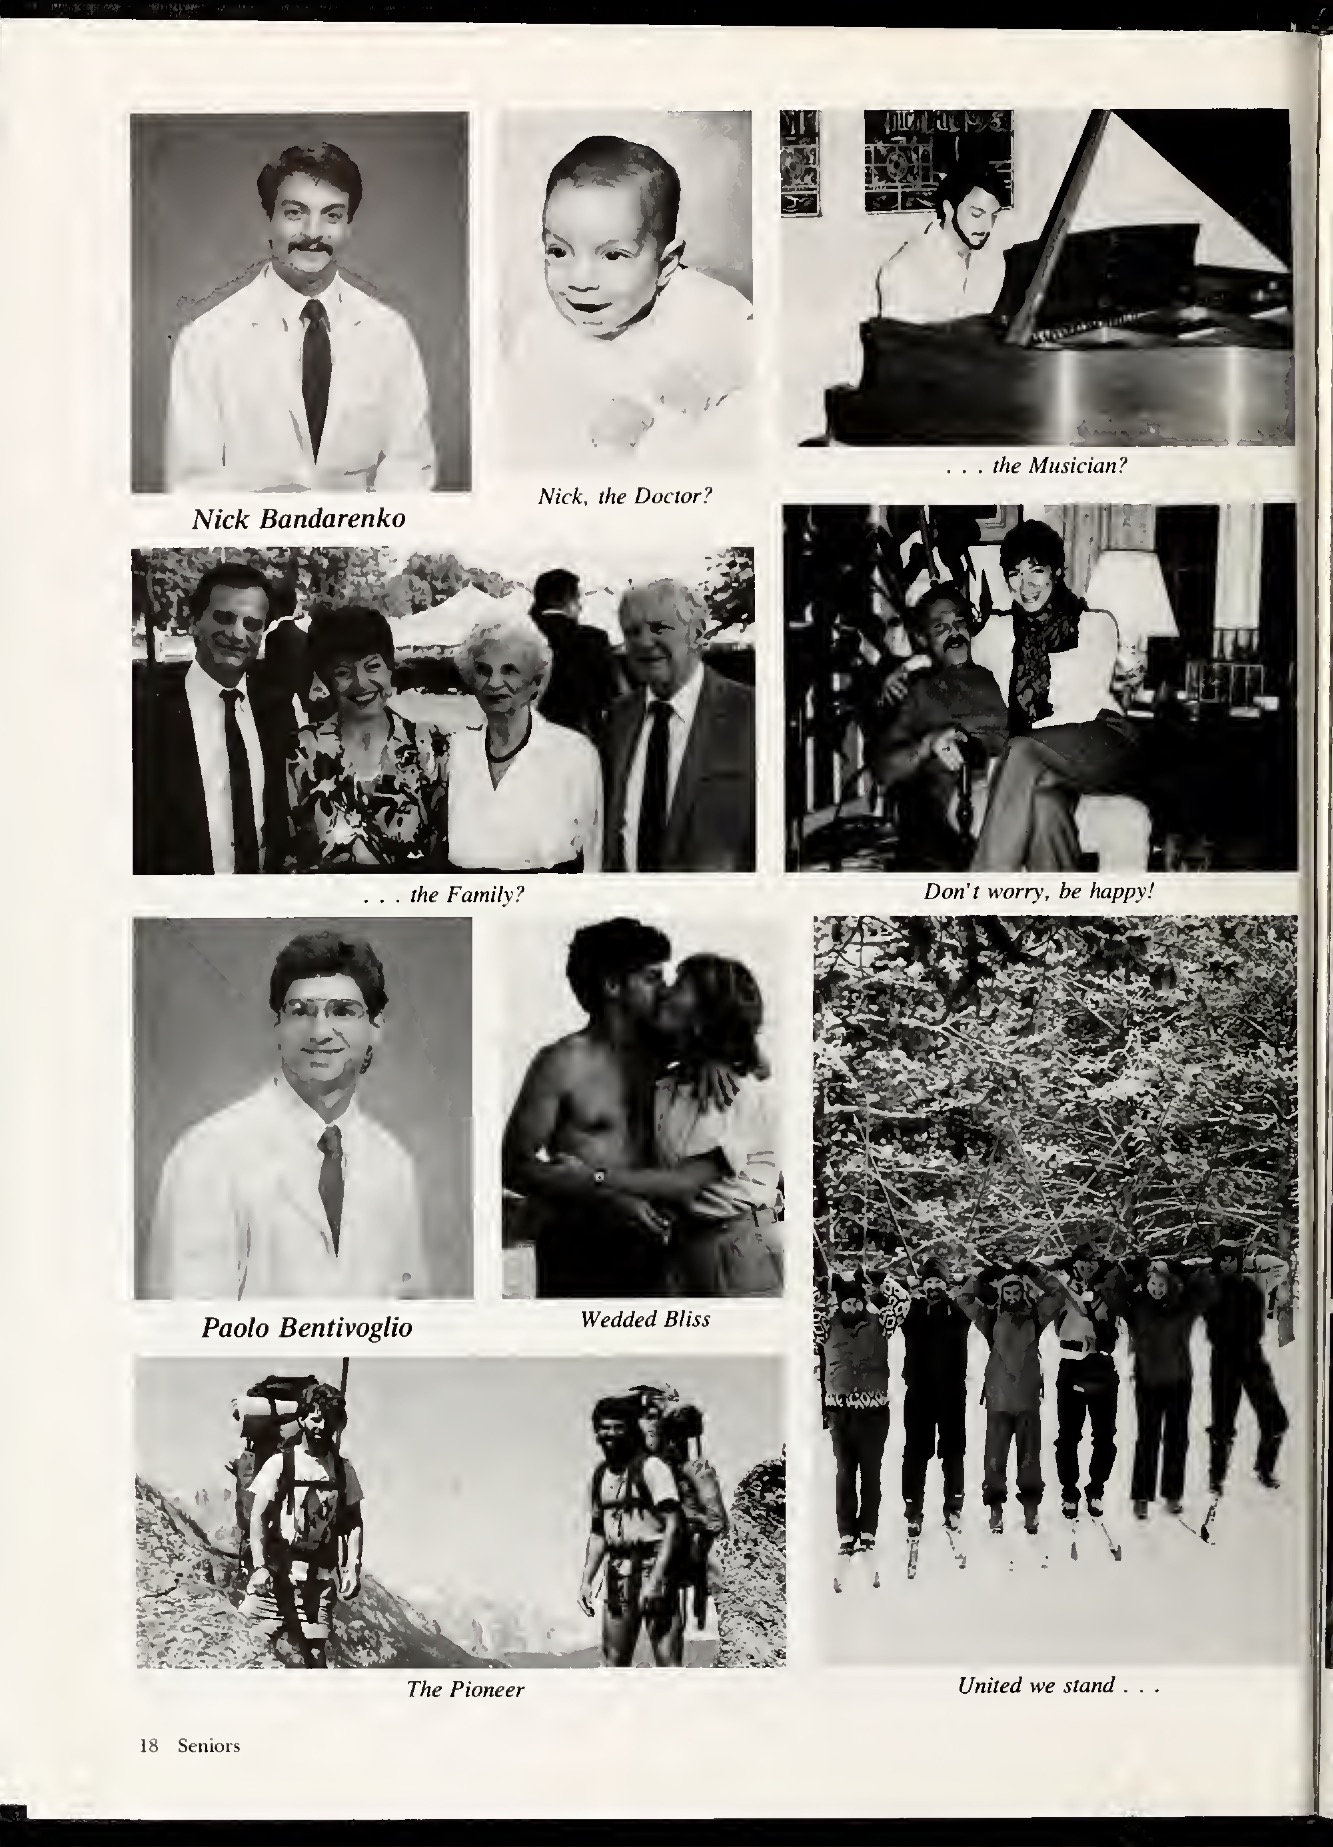 . . . the Musician?
Nick, the Doctor?
Nick Bandarenko
. . . the Family?
Don't worry, be happy!
Paolo Bentivoglio
Wedded Bliss
The Pioneer
United we stand . . .
18 Seniors